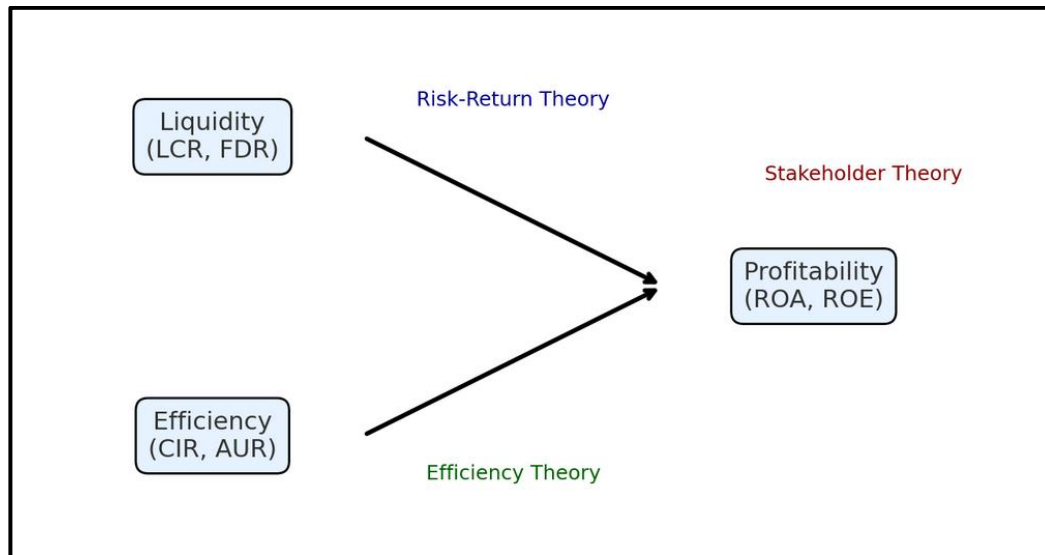 Risk-Return Theory
Liquidity
(LCR, FDR)
Stakeholder Theory
Profitability
(ROA, ROE)
Efficiency
(CIR, AUR)
Efficiency Theory